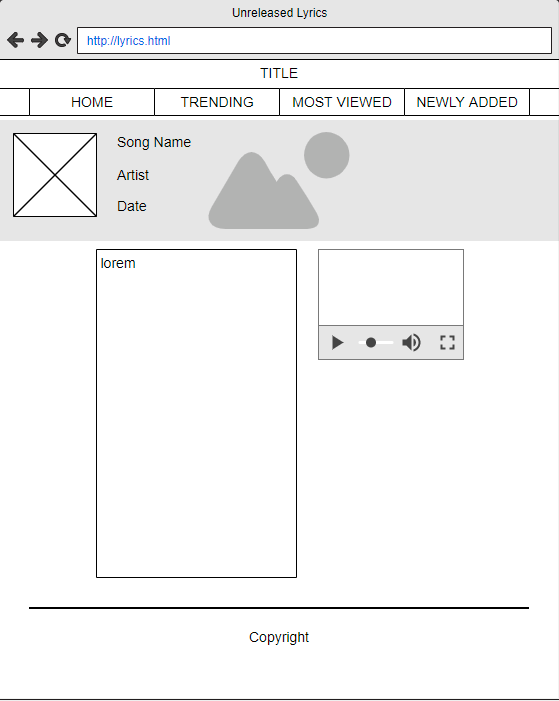 Unreleased Lyrics
http://lyrics.html
TITLE
HOME TRENDING MOST VIEWED NEWLY ADDED
Song Name
Artist
Date
lorem
Copyright